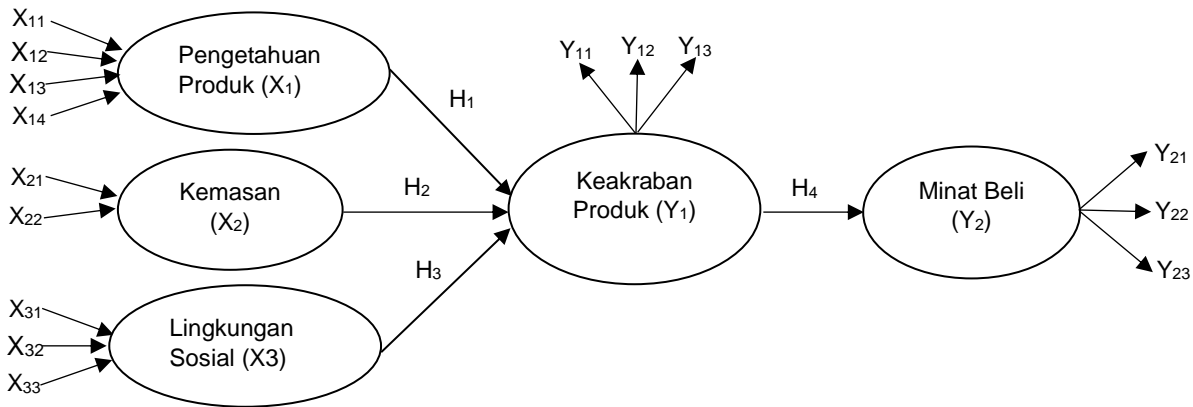 X11
X12
X13
X14
Pengetahuan
Produk (X1)
H1
Y11
Y12
Y13
X21
X22
Kemasan
(X2)
H2
Keakraban
Produk (Y1)
H4
Minat Beli
(Y2)
Y21
Y22
Y23
H3
X31
X32
X33
Lingkungan
Sosial (X3)